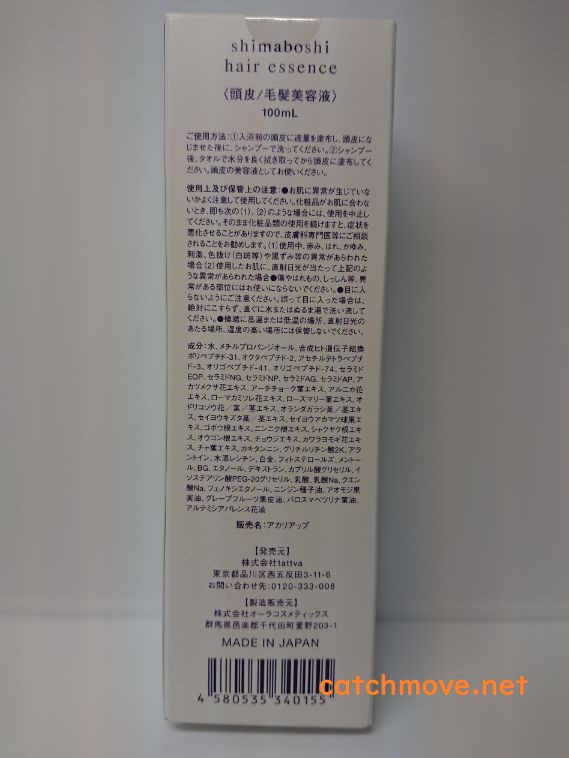 shimaboshi
hair essence
〈頭皮/毛髪美容液〉
100mL
ご使用方法:①入浴前の頭皮に適量を塗布し、頭皮にな
じませた後に、シャンプーで洗ってください。②シャンプー
後、タオルで水分を良く拭き取ってから頭皮に塗布してく
ださい。頭皮の美容液としてお使いください。
使用上及び保管上の注意:●お肌に異常が生じていな
いかよく注意して使用してください。化粧品がお肌に合わな
いとき、即ち次の(1)、(2)のような場合には、使用を中止し
てください。そのまま化粧品類の使用を続けますと、症状を
悪化させることがありますので、皮膚科専門医等にご相談
されることをお勧めします。(1)使用中、赤み、はれ、かゆみ、
刺激、色抜け(白斑等)や黒ずみ等の異常があらわれた
場合(2)使用したお肌に、直射日光が当たって上記のよ
うな異常があらわれた場合●傷やはれもの、しっしん等、異
常がある部位にはお使いにならないでください。●目に入
らないようにご注意ください。誤って目に入った場合は、
絶対にこすらず、直ぐに水またはぬるま湯で洗い流して
ください。●極端に高温または低温の場所、直射日光の
あたる場所、湿度の高い場所には保管しないでください。
成分:水、メチルプロパンジオール、合成ヒト遺伝子組換
ポリペプチド-31、オクタペプチド-2、アセチルテトラペプチ
ド-3、オリゴペプチド-41、オリゴペプチド-74、セラミド
EOP、セラミドNG、セラミドNP、セラミドAG、セラミドAP、ア
カツメクサ花エキス、アーチチョーク葉エキス、アルニカ花
エキス、ローマカミツレ花エキス、ローズマリー葉エキス、オ
ドリコソウ花/葉/茎エキス、オランダガラシ葉/茎エキ
ス、セイヨウキズタ葉/茎エキス、セイヨウアカマツ球果エ
キス、ゴボウ根エキス、ニンニク根エキス、シャクヤク根エキ
ス、オウゴン根エキス、チョウジエキス、カワラヨモギ花エキ
ス、チャ葉エキス、カキタンニン、グリチルリチン酸2K、アラ
ントイン、水添レシチン、白金、フィトステロールズ、メントー
ル、BG、エタノール、デキストラン、カプリル酸グリセリル、イ
ソステアリン酸PEG-20グリセリル、乳酸、乳酸Na、クエン
酸Na、フェノキシエタノール、ニンジン種子油、アオモジ果
実油、グレープフルーツ果皮油、バロスマベツリナ葉油、
アルテミシアパレンス花油
販売名:アカリアップ
【発売元】
株式会社tattva
東京都品川区西五反田3-11-6
お問い合わせ先:0120-333-008
【製造販売元】
株式会社オーラコスメティックス
群馬県邑楽郡千代田町萱野203-1
MADE IN JAPAN
4 580535 340155
catchmove.net